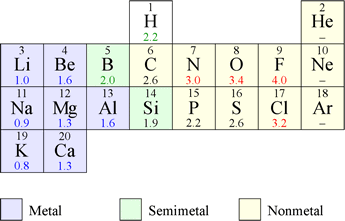 1 2
H He
2.2 –
3 4 5 6 7 8 9 10
Li Be B C N O F Ne
1.0 1.6 2.0 2.6 3.0 3.4 4.0 –
11 12 13 14 15 16 17 18
Na Mg Al Si P S Cl Ar
0.9 1.3 1.6 1.9 2.2 2.6 3.2 –
19 20
K Ca
0.8 1.3
Metal Semimetal Nonmetal